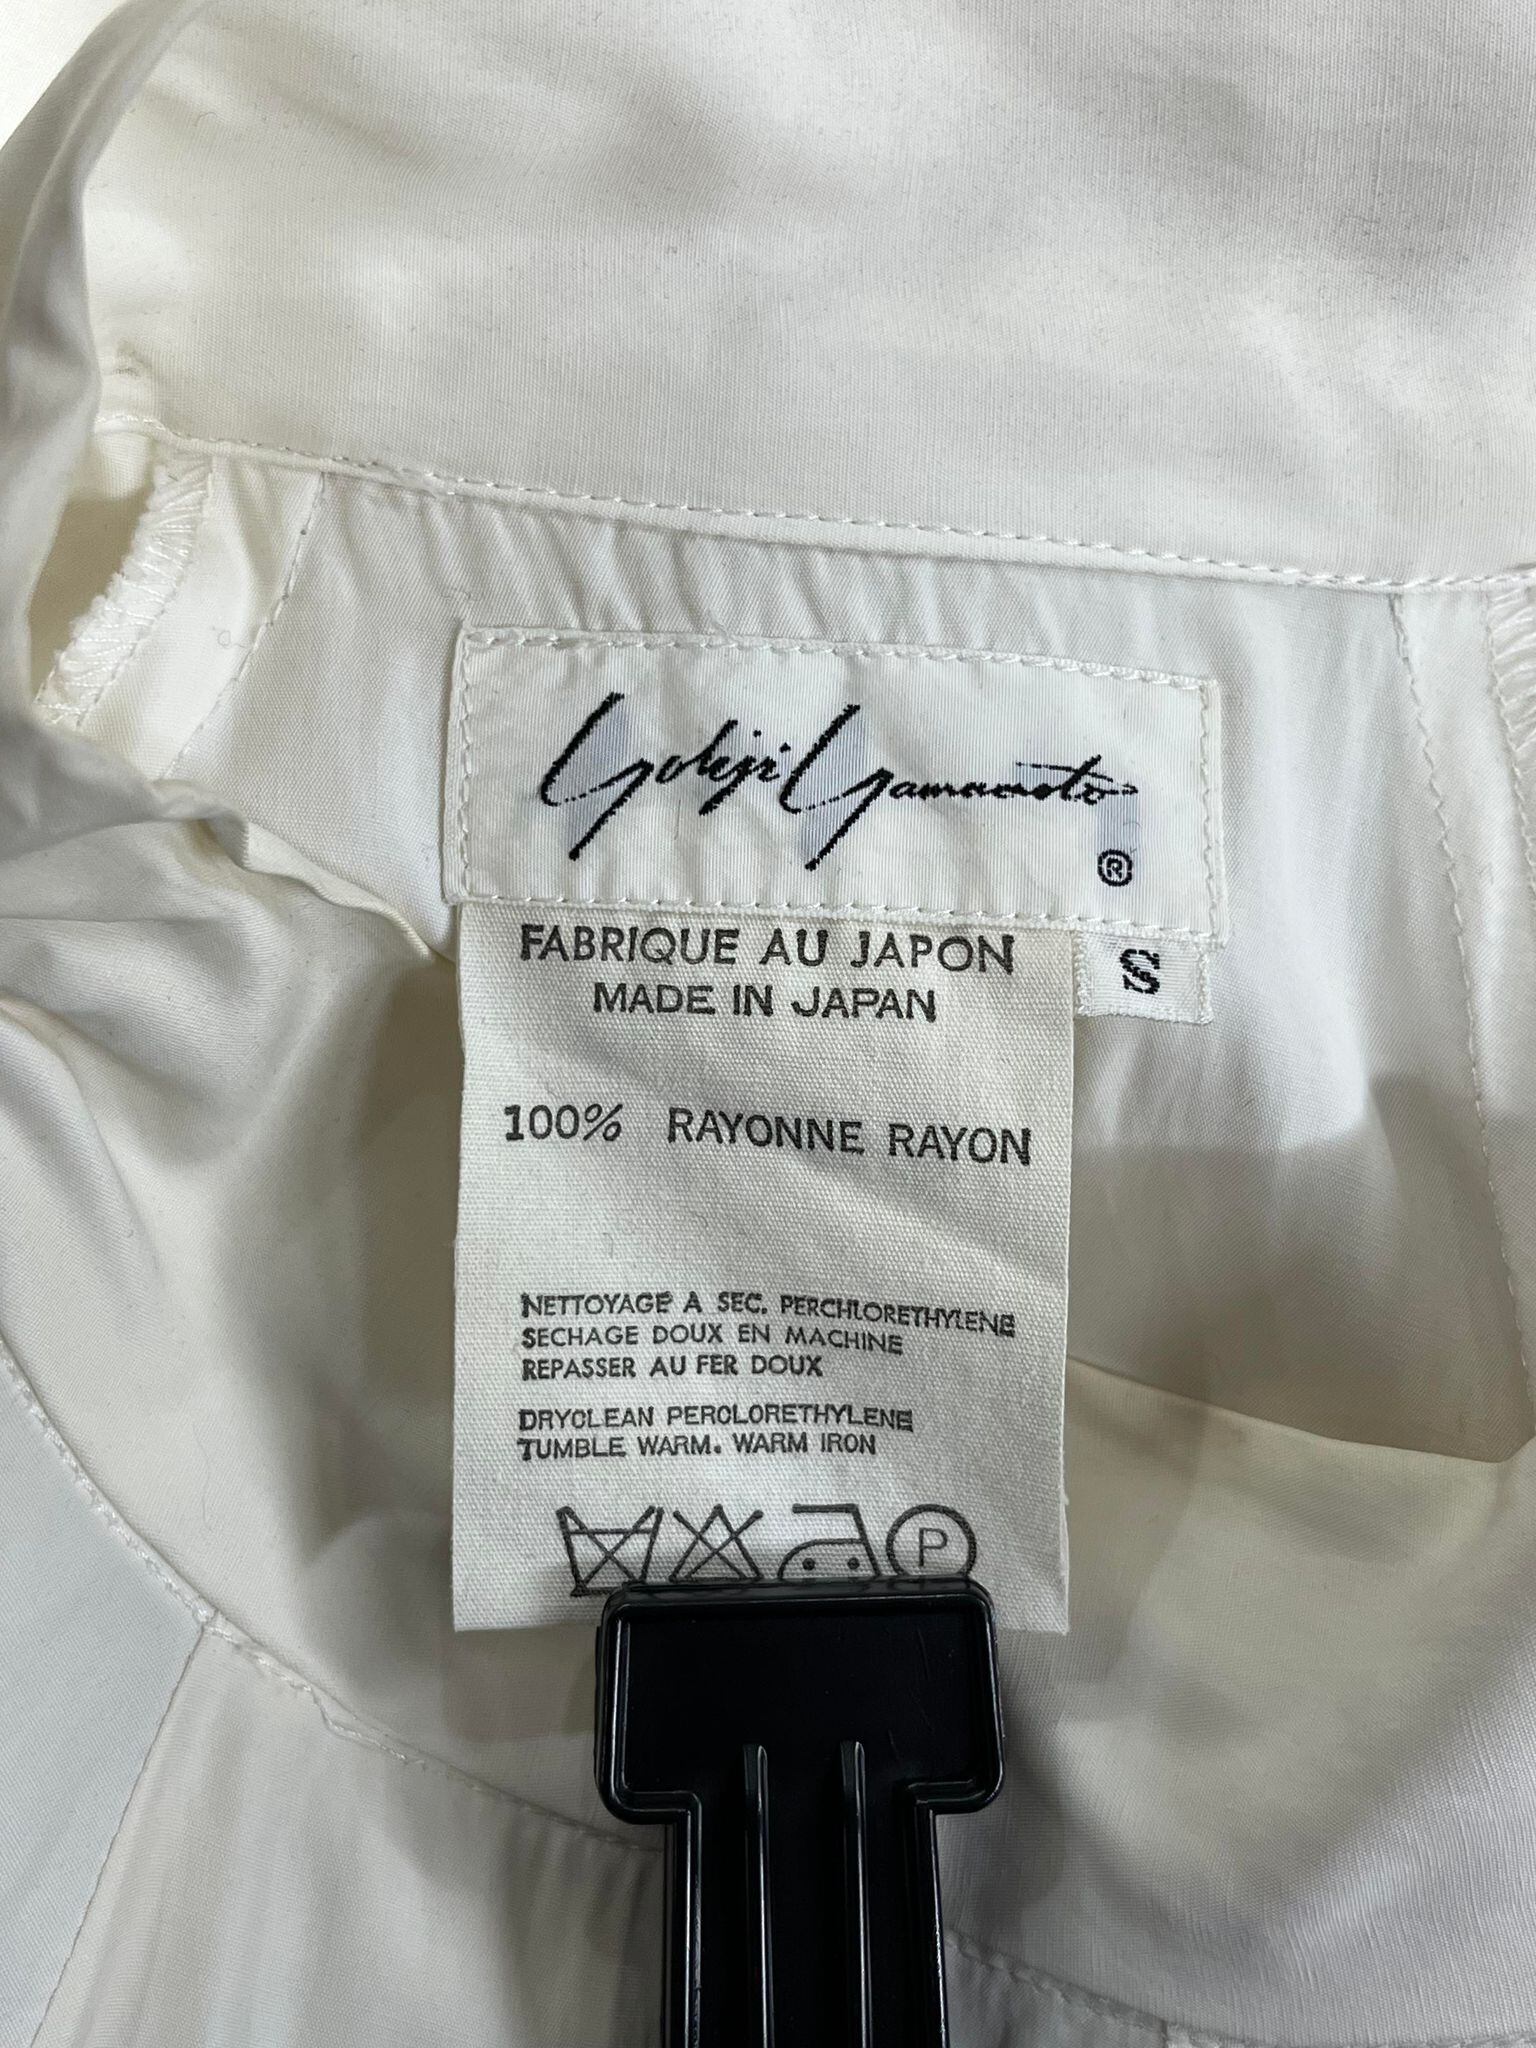 Yohji Yamamoto
®
FABRIQUE AU JAPON
S
MADE IN JAPAN
100% RAYONNE RAYON
NETTOYAGE A SEC. PERCHLORETHYLENE
SECHAGE DOUX EN MACHINE
REPASSER AU FER DOUX
DRYCLEAN PERCLORETHYLENE
TUMBLE WARM. WARM IRON
P